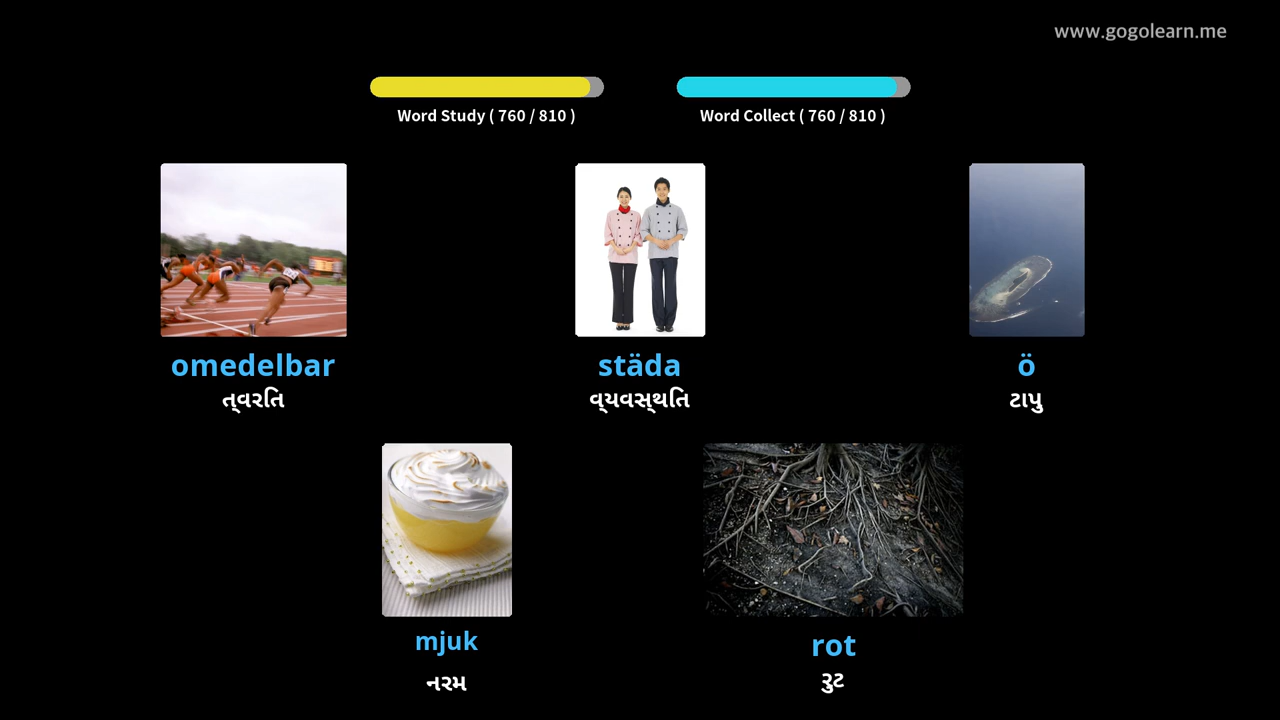 www.gogolearn.me
Word Study ( 760 / 810 )
Word Collect ( 760 / 810 )
omedelbar
ત્વરતિ
städa
વ્યવસ્થતિ
ö
ટાપુ
mjuk
નરમ
rot
રુટ